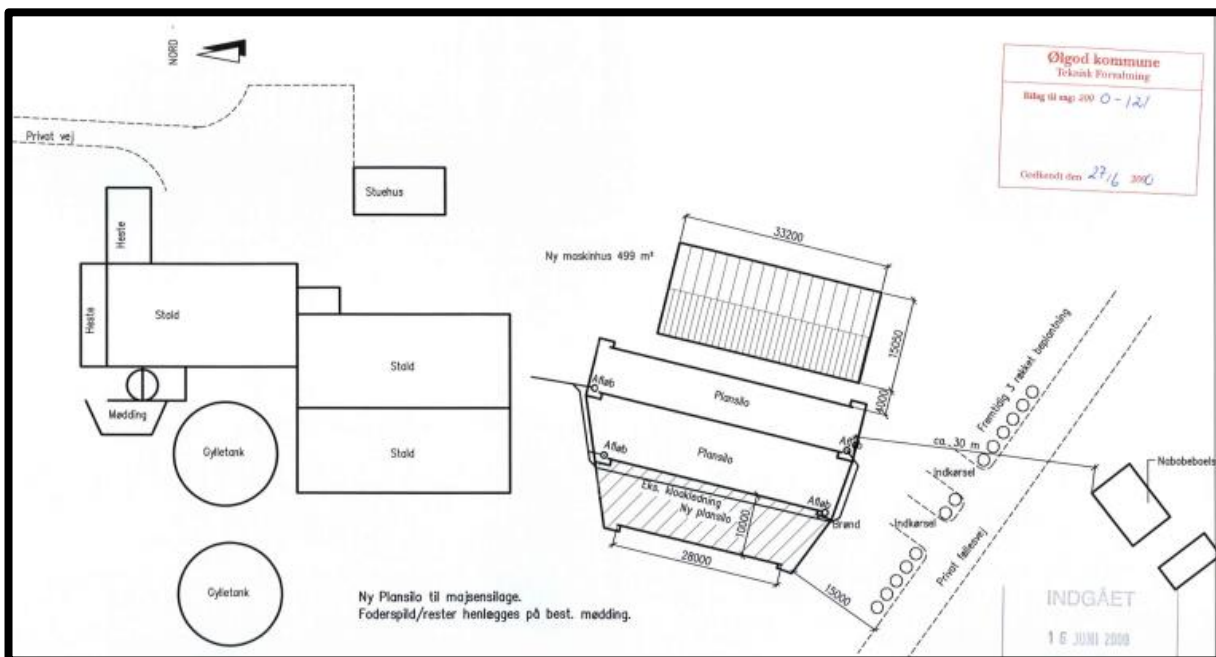 NORD
Ølgod kommune
Teknisk Forvaltning
Bilag til sag: 200 0-121
Godkendt den 27/6 2000
Privat vej
Stuehus
Heste
Heste
Stald
Mødding
Gylletank
Stald
Stald
Gylletank
Ny maskinhus 499 m²
33200
15050
4000
Plansilo
Afløb
Afløb
Plansilo
Afløb
Afløb
Eks. kloakledning
Ny plansilo
10000
Brønd
28000
15000
ca. 30 m
Fremtidig 3 rækket beplantning
Indkørsel
Indkørsel
Privat fællesvej
Nabobeboels
Ny Plansilo til majsensilage.
Foderspild/rester henlægges på best. mødding.
INDGÅET
16 JUNI 2000